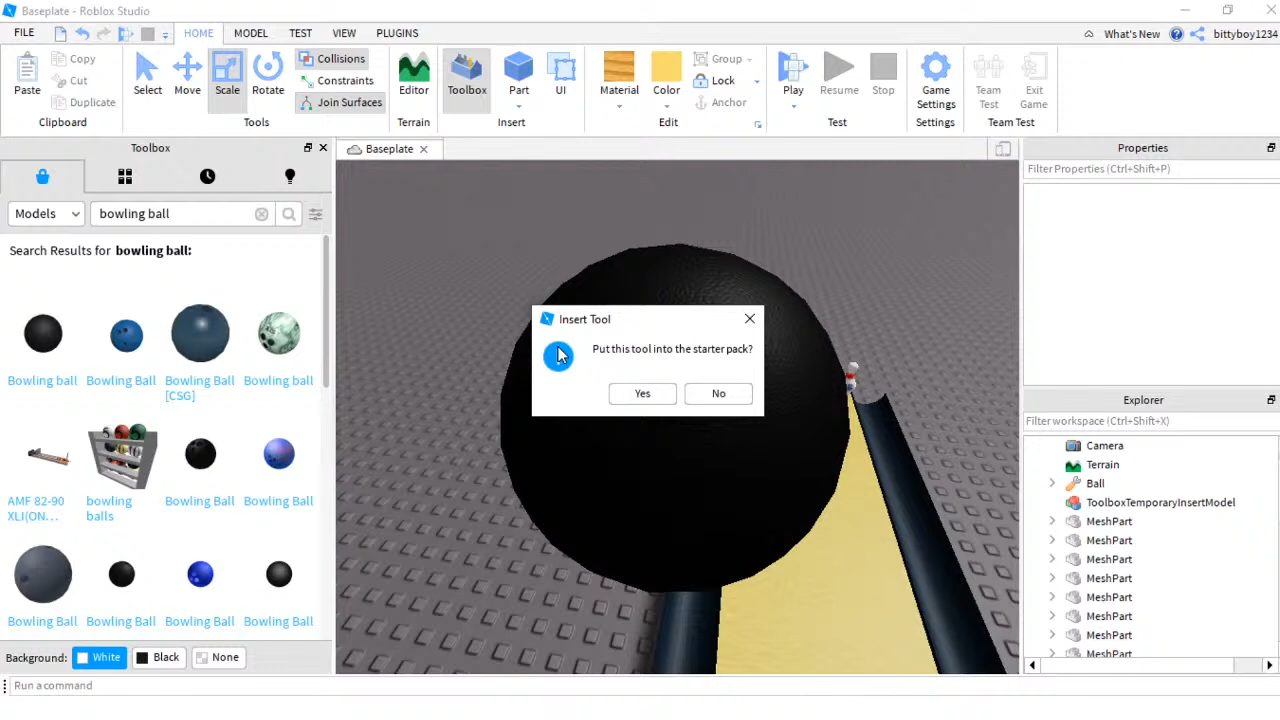 Baseplate - Roblox Studio
FILE HOME MODEL TEST VIEW PLUGINS What's New bittyboy1234
Paste
Copy
Cut
Duplicate
Clipboard
Select
Move
Scale
Rotate
Collisions
Constraints
Join Surfaces
Tools
Editor
Terrain
Toolbox
Part
UI
Insert
Material
Color
Group
Lock
Anchor
Edit
Play
Resume
Stop
Test
Game
Settings
Settings
Team
Test
Exit
Game
Team Test
Toolbox
Models bowling ball
Search Results for bowling ball:
Bowling ball
Bowling Ball
Bowling Ball
[CSG]
Bowling ball
AMF 82-90
XLI(ON...
bowling
balls
Bowling Ball
Bowling Ball
Bowling Ball
Bowling Ball
Bowling Ball
Bowling Ball
Background: White Black None
Run a command
Baseplate
Insert Tool
Put this tool into the starter pack?
Yes No
Properties
Filter Properties (Ctrl+Shift+P)
Explorer
Filter workspace (Ctrl+Shift+X)
Camera
Terrain
Ball
ToolboxTemporaryInsertModel
MeshPart
MeshPart
MeshPart
MeshPart
MeshPart
MeshPart
MeshPart
MeshPart